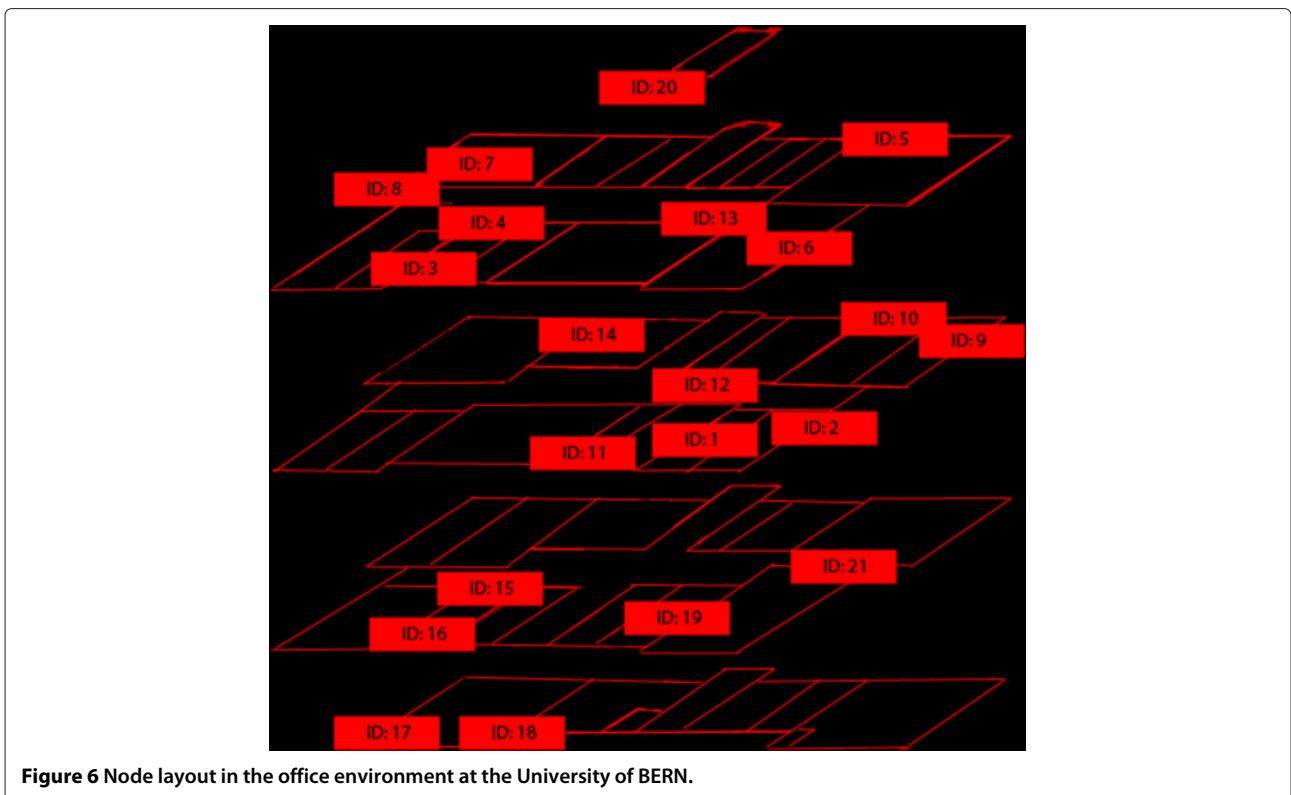 ID: 20
ID: 5
ID: 7
ID: 8
ID: 4
ID: 13
ID: 6
ID: 3
ID: 10
ID: 14
ID: 9
ID: 12
ID: 2
ID: 1
ID: 11
ID: 21
ID: 15
ID: 19
ID: 16
ID: 17
ID: 18
Figure 6 Node layout in the office environment at the University of BERN.